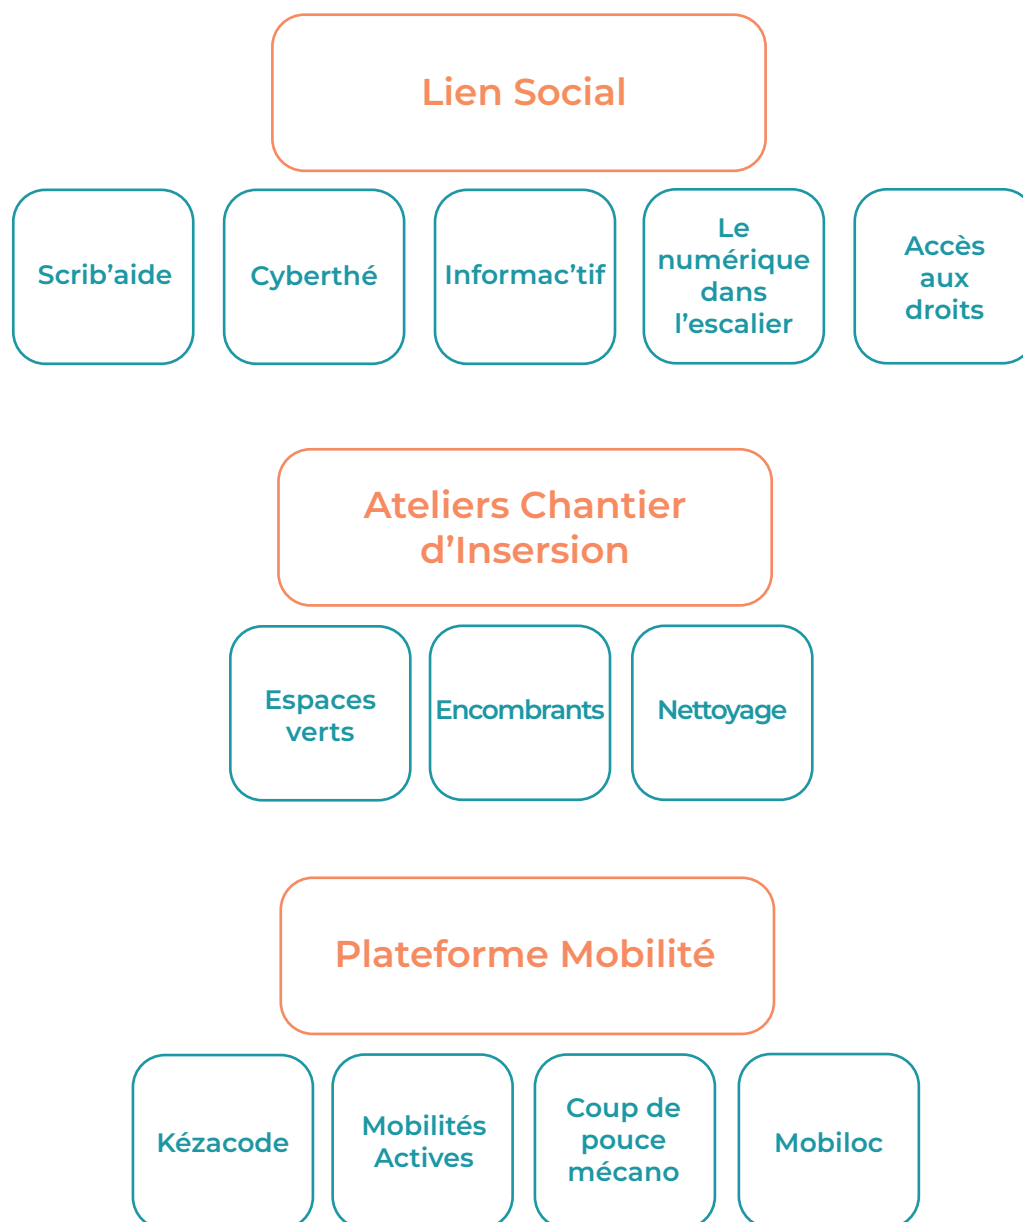 Lien Social
Scrib’aide
Cyberthé
Informac’tif
Le
numérique
dans
l’escalier
Accès
aux
droits
Ateliers Chantier
d’Insersion
Espaces
verts
Encombrants
Nettoyage
Plateforme Mobilité
Kézacode
Mobilités
Actives
Coup de
pouce
mécano
Mobiloc